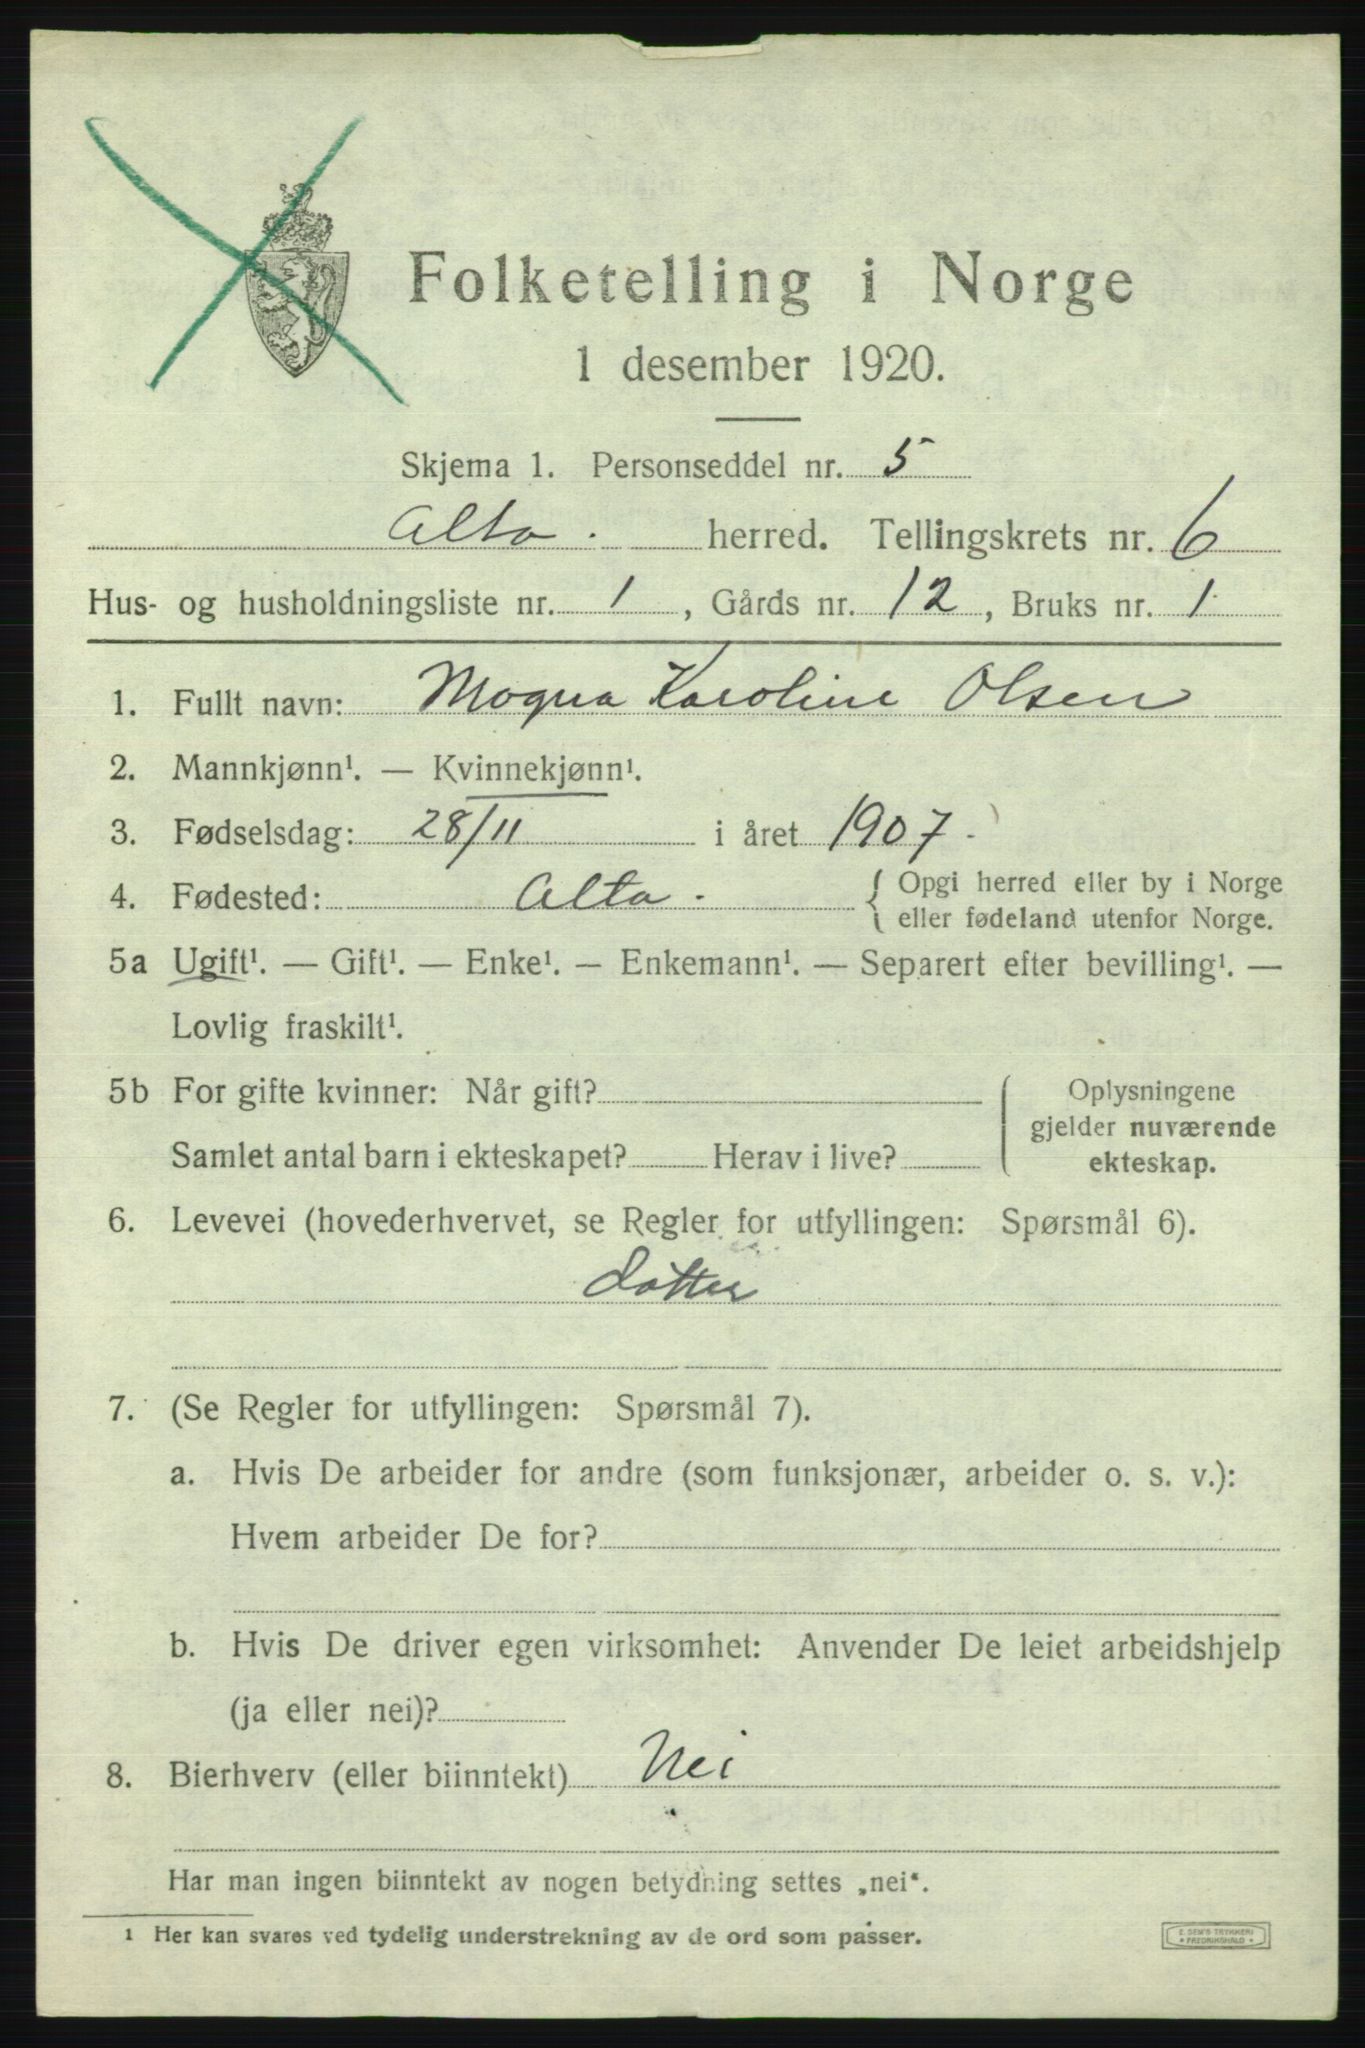 Folketelling i Norge
1 desember 1920.
Skjema 1. Personseddel nr. 5
Alta. herred. Tellingskrets nr. 6
Hus- og husholdningsliste nr. 1, Gårds nr. 12, Bruks nr. 1
1. Fullt navn: Magna Karoline Olsen
2. Mannkjønn¹. — Kvinnekjønn¹.
3. Fødselsdag: 28/11 i året 1907.
4. Fødested: Alta. { Opgi herred eller by i Norge
eller fødeland utenfor Norge.
5a Ugift¹. — Gift¹. — Enke¹. — Enkemann¹. — Separert efter bevilling¹. —
Lovlig fraskilt¹.
5b For gifte kvinner: Når gift?
Samlet antal barn i ekteskapet? Herav i live?
Oplysningene
gjelder nuværende
ekteskap.
6. Levevei (hovederhvervet, se Regler for utfyllingen: Spørsmål 6).
datter
7. (Se Regler for utfyllingen: Spørsmål 7).
a. Hvis De arbeider for andre (som funksjonær, arbeider o. s. v.):
Hvem arbeider De for?
b. Hvis De driver egen virksomhet: Anvender De leiet arbeidshjelp
(ja eller nei)?
8. Bierhverv (eller biinntekt) Nei
Har man ingen biinntekt av nogen betydning settes „nei“.
1 Her kan svares ved tydelig understrekning av de ord som passer.
E. SEM'S TRYKKERI
* FREDRIKSHALD *